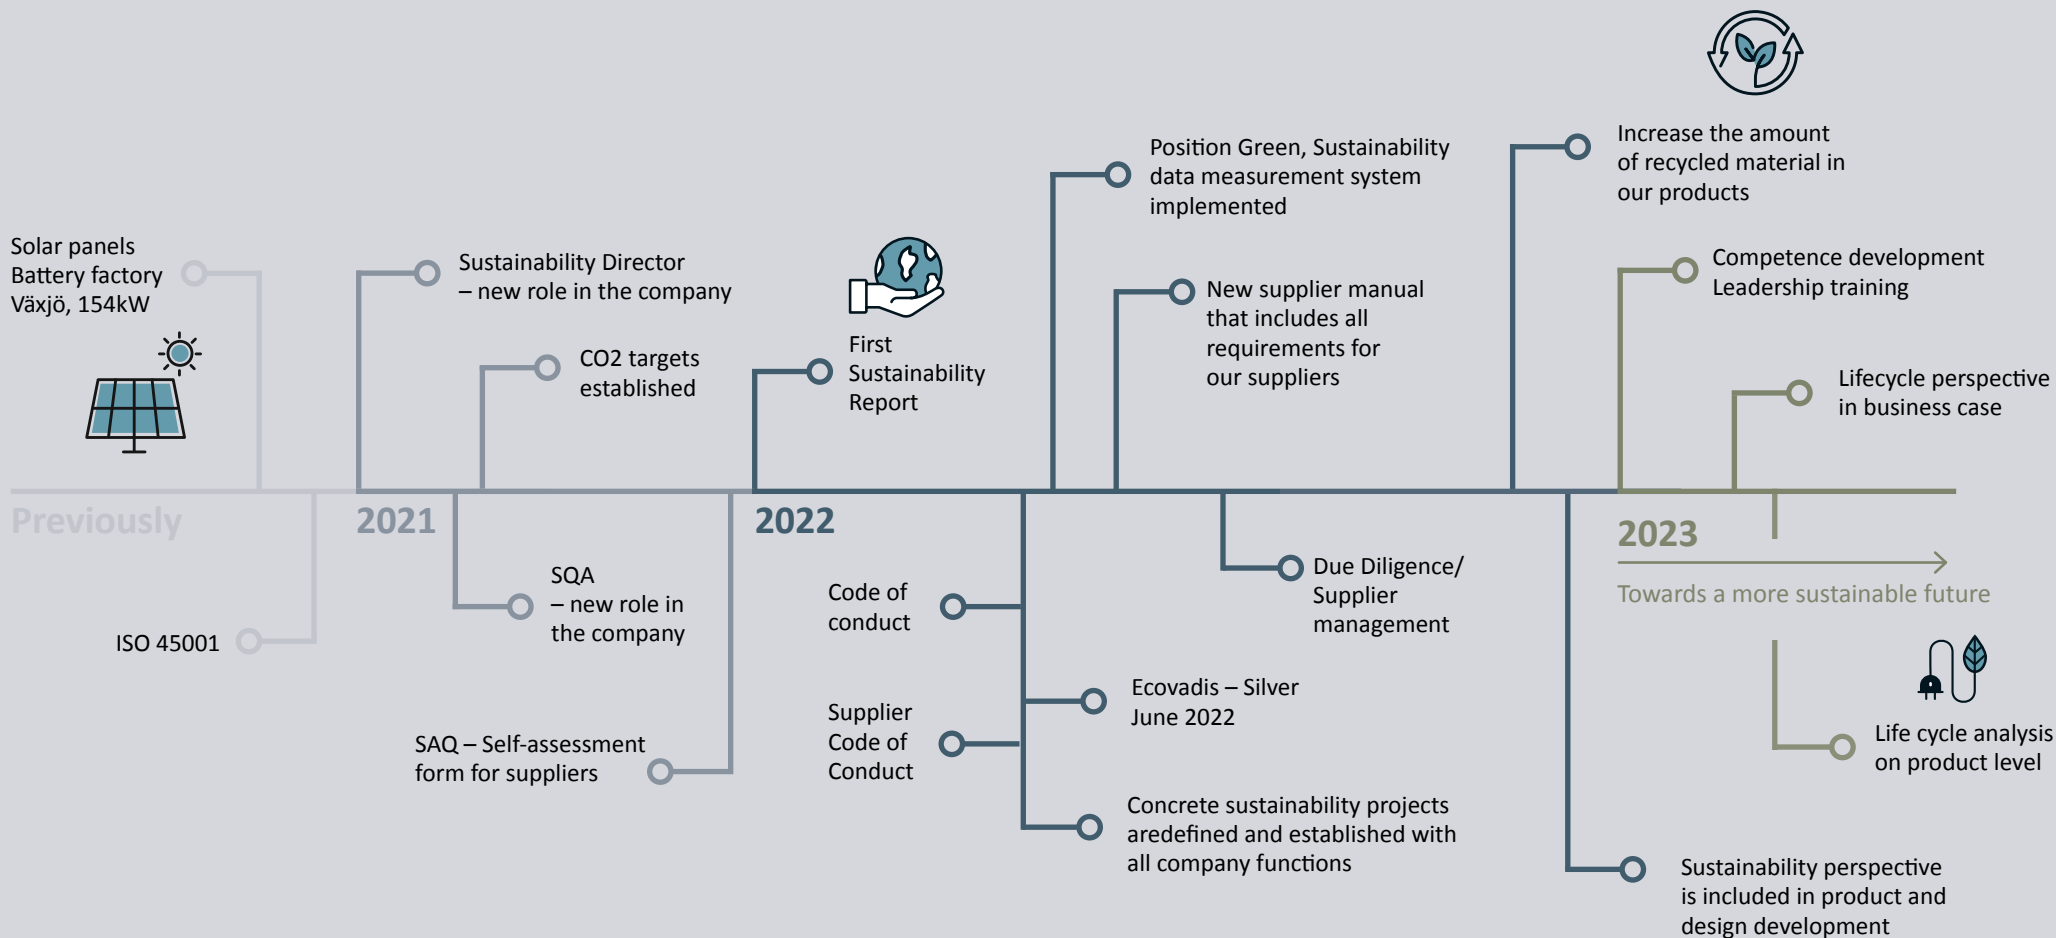 Solar panels
Battery factory
Växjö, 154kW
Previously
ISO 45001
Sustainability Director
– new role in the company
CO2 targets
established
2021
SQA
– new role in
the company
SAQ – Self-assessment
form for suppliers
First
Sustainability
Report
2022
Position Green, Sustainability
data measurement system
implemented
New supplier manual
that includes all
requirements for
our suppliers
Code of
conduct
Supplier
Code of
Conduct
Due Diligence/
Supplier
management
Ecovadis – Silver
June 2022
Concrete sustainability projects
aredefined and established with
all company functions
Increase the amount
of recycled material in
our products
Competence development
Leadership training
Lifecycle perspective
in business case
2023
Towards a more sustainable future
Life cycle analysis
on product level
Sustainability perspective
is included in product and
design development